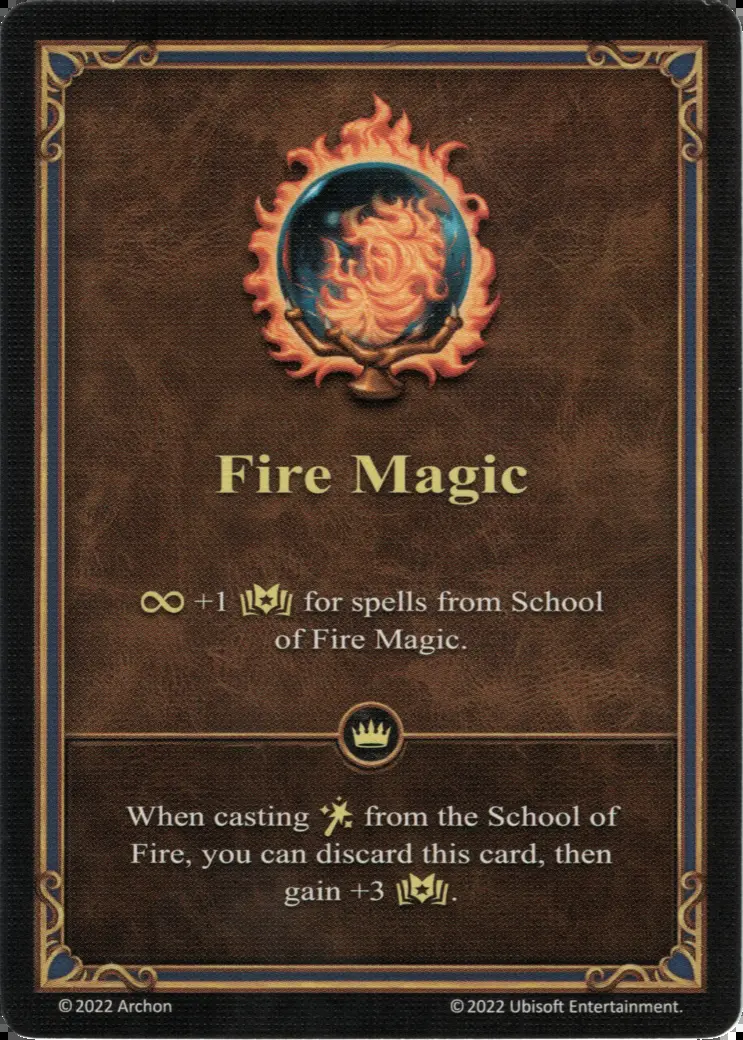 Fire Magic
∞ +1 for spells from School
of Fire Magic.
When casting from the School of
Fire, you can discard this card, then
gain +3 .
© 2022 Archon
© 2022 Ubisoft Entertainment.